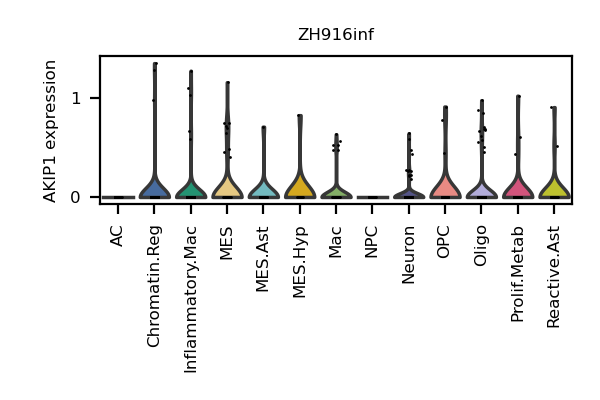 ZH916inf
AKIP1 expression
1
0
AC
Chromatin.Reg
Inflammatory.Mac
MES
MES.Ast
MES.Hyp
Mac
NPC
Neuron
OPC
Oligo
Prolif.Metab
Reactive.Ast